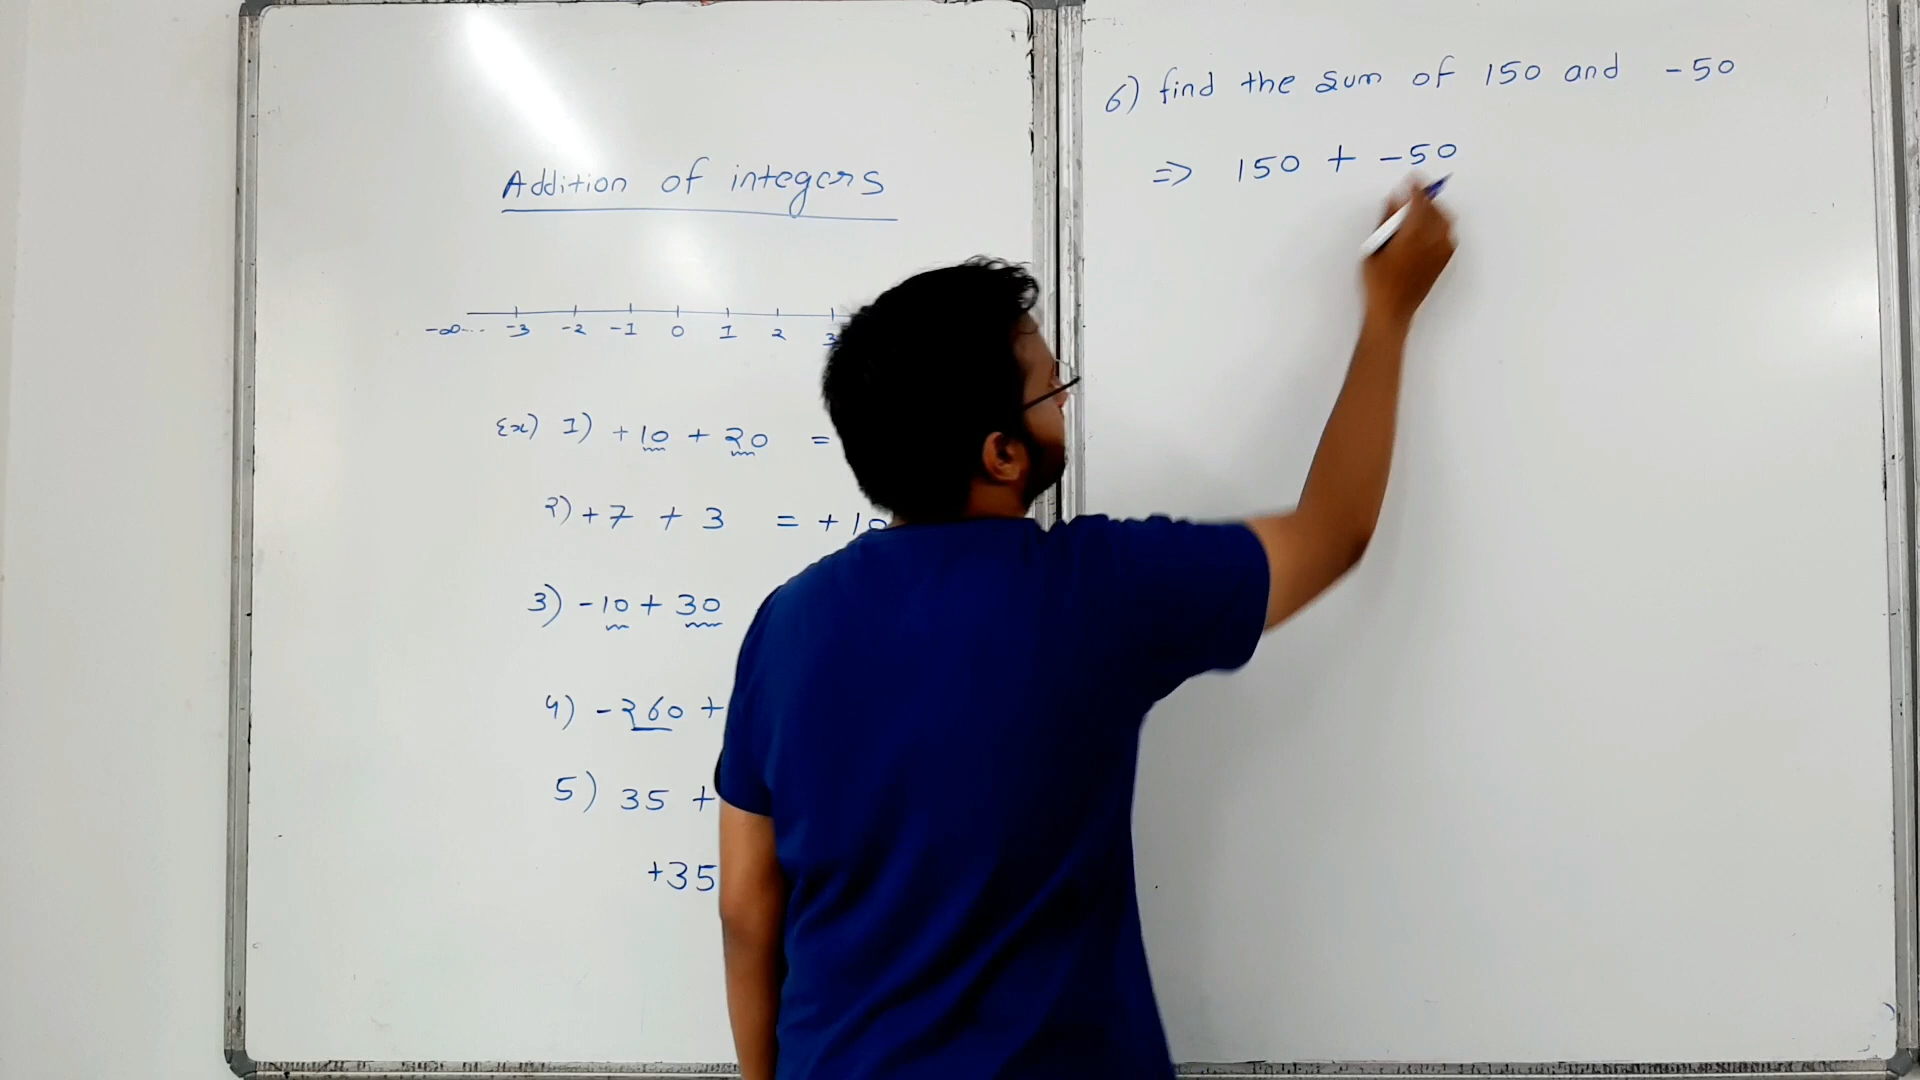 Addition of integers
-∞... -3 -2 -1 0 1 2 3
Ex) 1) +10 + 20 =
2) +7 + 3 = +10
3) -10 + 30
4) -260 +
5) 35 +
+35
6) find the sum of 150 and -50
⇒ 150 + -50